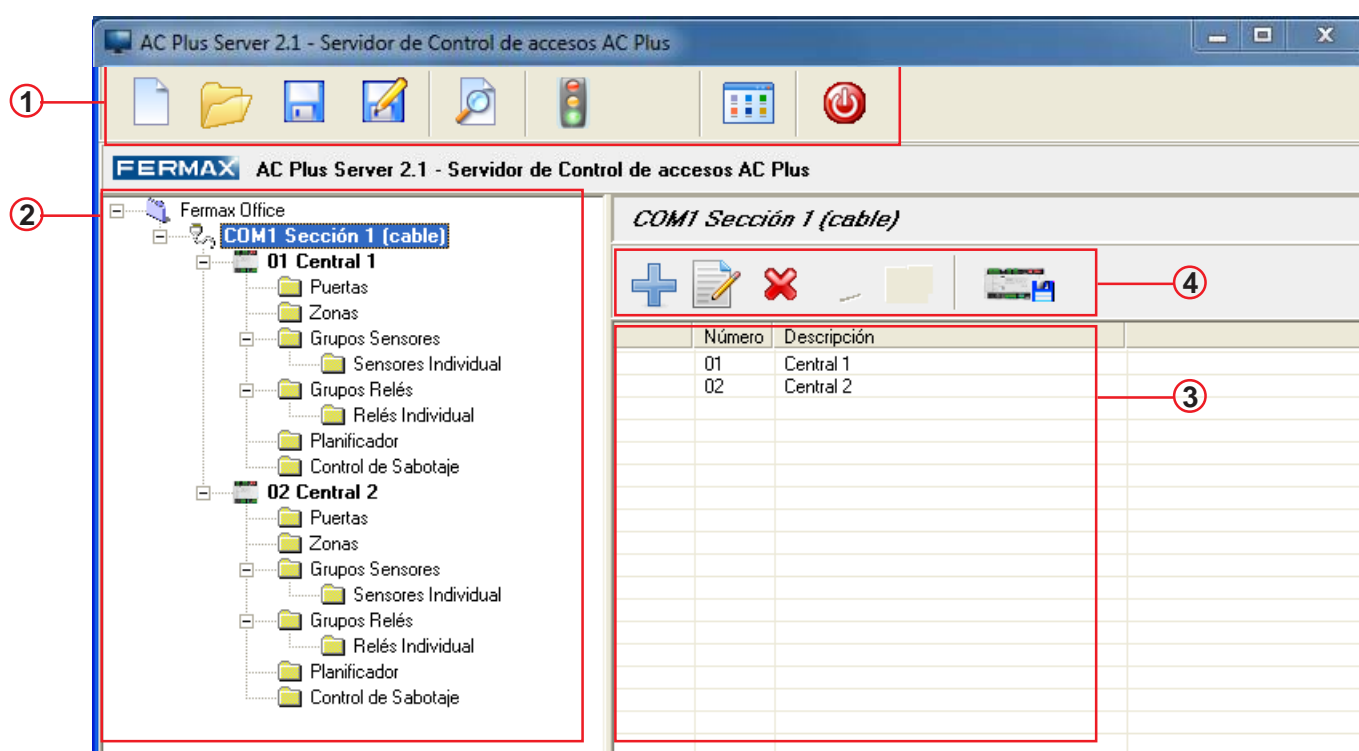 AC Plus Server 2.1 - Servidor de Control de accesos AC Plus
1
FERMAX AC Plus Server 2.1 - Servidor de Control de accesos AC Plus
2
Fermax Office
COM1 Sección 1 (cable)
01 Central 1
Puertas
Zonas
Grupos Sensores
Sensores Individual
Grupos Relés
Relés Individual
Planificador
Control de Sabotaje
02 Central 2
Puertas
Zonas
Grupos Sensores
Sensores Individual
Grupos Relés
Relés Individual
Planificador
Control de Sabotaje
COM1 Sección 1 (cable)
4
Número Descripción
01 Central 1
02 Central 2
3